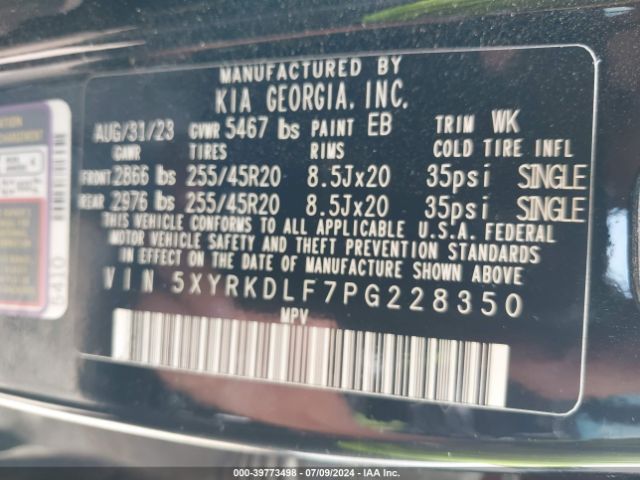 MANUFACTURED BY
KIA GEORGIA, INC.
AUG/31/23 GVWR 5467 lbs PAINT EB TRIM WK
GAWR TIRES RIMS COLD TIRE INFL
FRONT 2866 lbs 255/45R20 8.5Jx20 35psi SINGLE
REAR 2976 lbs 255/45R20 8.5Jx20 35psi SINGLE
THIS VEHICLE CONFORMS TO ALL APPLICABLE U.S.A. FEDERAL
MOTOR VEHICLE SAFETY AND THEFT PREVENTION STANDARDS
IN EFFECT ON THE DATE OF MANUFACTURE SHOWN ABOVE
VIN 5XYRKDLF7PG228350
MPV
6410
000-39773498 - 07/09/2024 - IAA Inc.